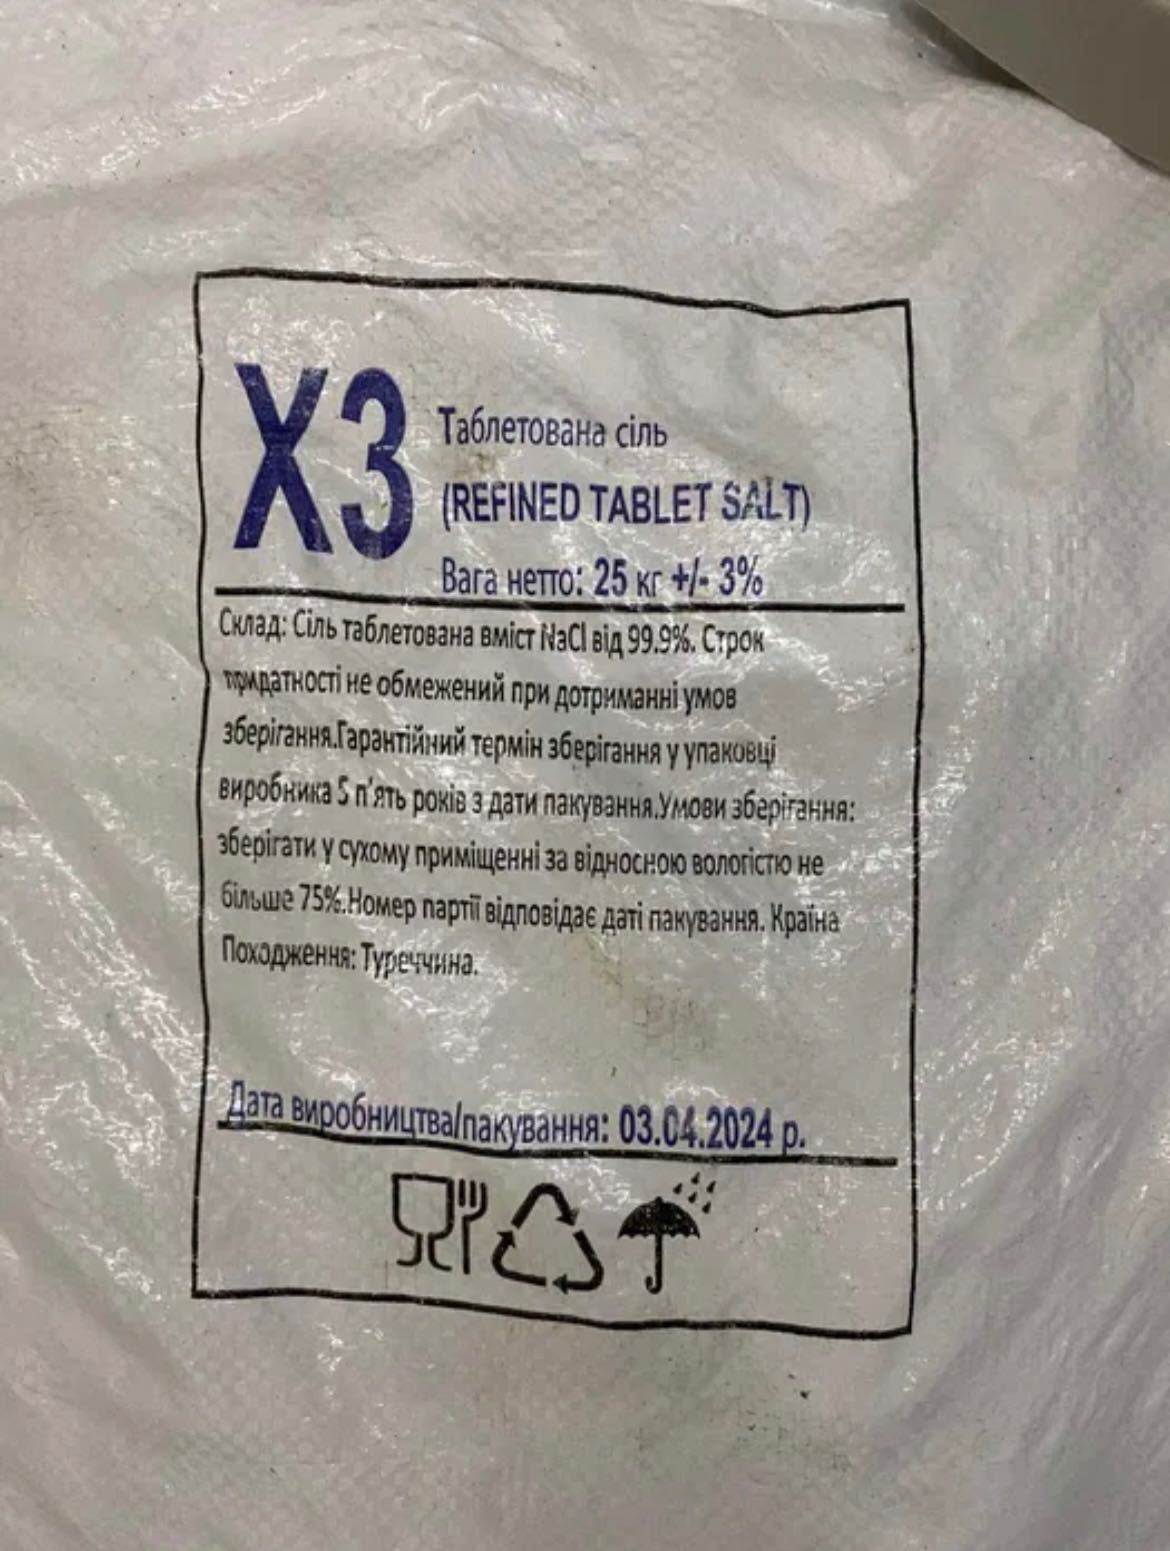 X3
Таблетована сіль
(REFINED TABLET SALT)
Вага нетто: 25 кг +/- 3%
Склад: Сіль таблетована вміст NaCl від 99.9%. Строк
придатності не обмежений при дотриманні умов
зберігання.Гарантійний термін зберігання у упаковці
виробника 5 п'ять років з дати пакування.Умови зберігання:
зберігати у сухому приміщенні за відносною вологістю не
більше 75%.Номер партії відповідає даті пакування. Країна
Походження: Туреччина.
Дата виробництва/пакування: 03.04.2024 р.